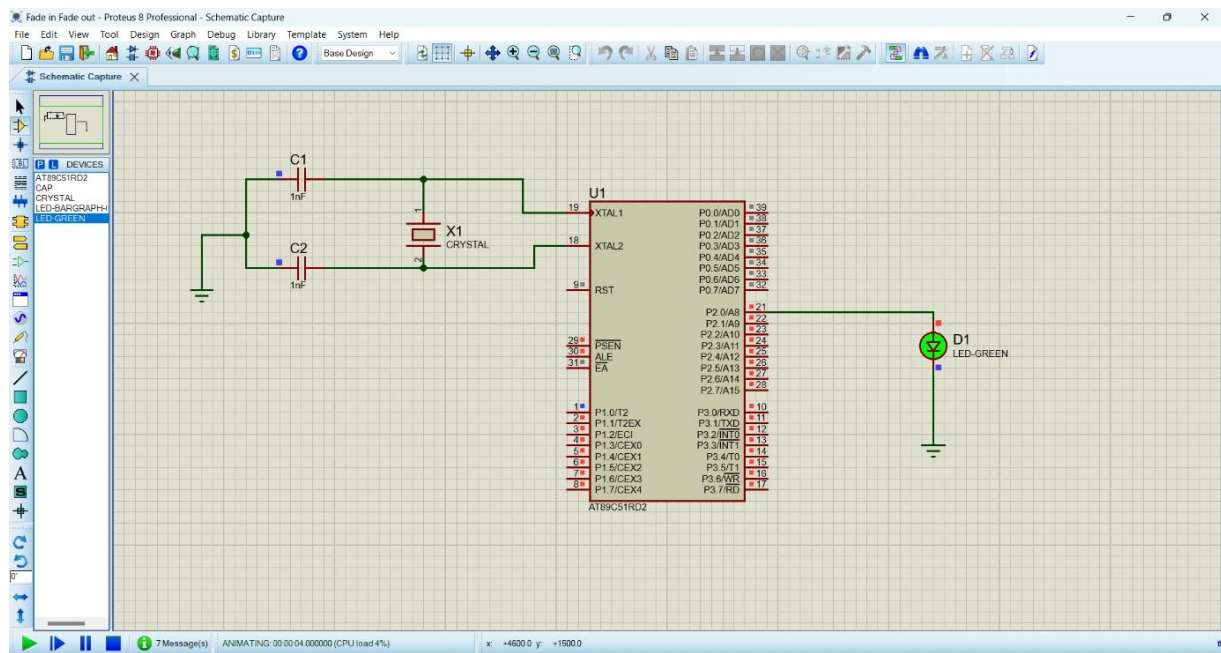 Fade in Fade out - Proteus 8 Professional - Schematic Capture
File Edit View Tool Design Graph Debug Library Template System Help
Base Design
Schematic Capture
P L DEVICES
AT89C51RD2
CAP
CRYSTAL
LED-BARGRAPH-
LED-GREEN
C1
1nF
C2
1nF
1
X1
CRYSTAL
2
U1
19 XTAL1
18 XTAL2
9 RST
29 PSEN
30 ALE
31 EA
1 P1.0/T2
2 P1.1/T2EX
3 P1.2/ECI
4 P1.3/CEX0
5 P1.4/CEX1
6 P1.5/CEX2
7 P1.6/CEX3
8 P1.7/CEX4
P0.0/AD0 39
P0.1/AD1 38
P0.2/AD2 37
P0.3/AD3 36
P0.4/AD4 35
P0.5/AD5 34
P0.6/AD6 33
P0.7/AD7 32
P2.0/A8 21
P2.1/A9 22
P2.2/A10 23
P2.3/A11 24
P2.4/A12 25
P2.5/A13 26
P2.6/A14 27
P2.7/A15 28
P3.0/RXD 10
P3.1/TXD 11
P3.2/INT0 12
P3.3/INT1 13
P3.4/T0 14
P3.5/T1 15
P3.6/WR 16
P3.7/RD 17
AT89C51RD2
D1
LED-GREEN
A
S
0°
7 Message(s) ANIMATING: 00:00:04.000000 (CPU load 4%) x: +4600.0 y: +1500.0